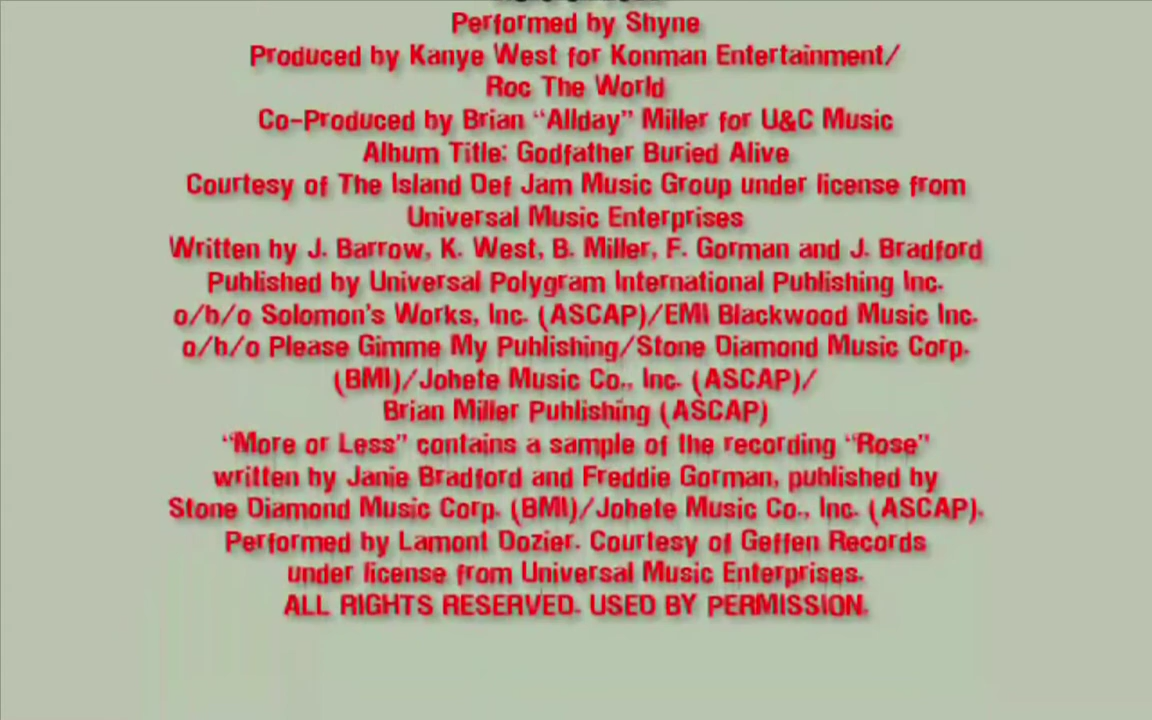 Performed by Shyne
Produced by Kanye West for Konman Entertainment/
Roc The World
Co-Produced by Brian “Allday” Miller for U&C Music
Album Title: Godfather Buried Alive
Courtesy of The Island Def Jam Music Group under license from
Universal Music Enterprises
Written by J. Barrow, K. West, B. Miller, F. Gorman and J. Bradford
Published by Universal Polygram International Publishing Inc.
o/b/o Solomon's Works, Inc. (ASCAP)/EMI Blackwood Music Inc.
o/b/o Please Gimme My Publishing/Stone Diamond Music Corp.
(BMI)/Johete Music Co., Inc. (ASCAP)/
Brian Miller Publishing (ASCAP)
“More or Less” contains a sample of the recording “Rose”
written by Janie Bradford and Freddie Gorman, published by
Stone Diamond Music Corp. (BMI)/Johete Music Co., Inc. (ASCAP).
Performed by Lamont Dozier. Courtesy of Geffen Records
under license from Universal Music Enterprises.
ALL RIGHTS RESERVED. USED BY PERMISSION.